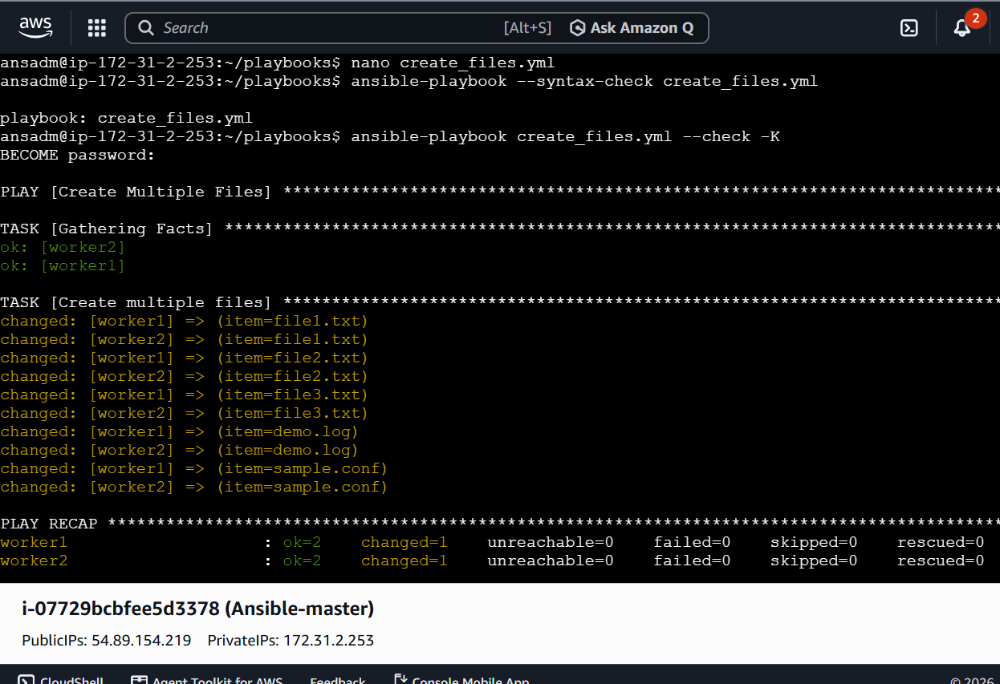 aws
Search [Alt+S] Ask Amazon Q 2
ansadm@ip-172-31-2-253:~/playbooks$ nano create_files.yml
ansadm@ip-172-31-2-253:~/playbooks$ ansible-playbook --syntax-check create_files.yml
playbook: create_files.yml
ansadm@ip-172-31-2-253:~/playbooks$ ansible-playbook create_files.yml --check -K
BECOME password:
PLAY [Create Multiple Files] *************************************************************************
TASK [Gathering Facts] *******************************************************************************
ok: [worker2]
ok: [worker1]
TASK [Create multiple files] *************************************************************************
changed: [worker1] => (item=file1.txt)
changed: [worker2] => (item=file1.txt)
changed: [worker1] => (item=file2.txt)
changed: [worker2] => (item=file2.txt)
changed: [worker1] => (item=file3.txt)
changed: [worker2] => (item=file3.txt)
changed: [worker1] => (item=demo.log)
changed: [worker2] => (item=demo.log)
changed: [worker1] => (item=sample.conf)
changed: [worker2] => (item=sample.conf)
PLAY RECAP *******************************************************************************************
worker1 : ok=2 changed=1 unreachable=0 failed=0 skipped=0 rescued=0
worker2 : ok=2 changed=1 unreachable=0 failed=0 skipped=0 rescued=0
i-07729bcbfee5d3378 (Ansible-master)
PublicIPs: 54.89.154.219 PrivateIPs: 172.31.2.253
CloudShell Agent Toolkit for AWS Feedback Console Mobile App © 2026